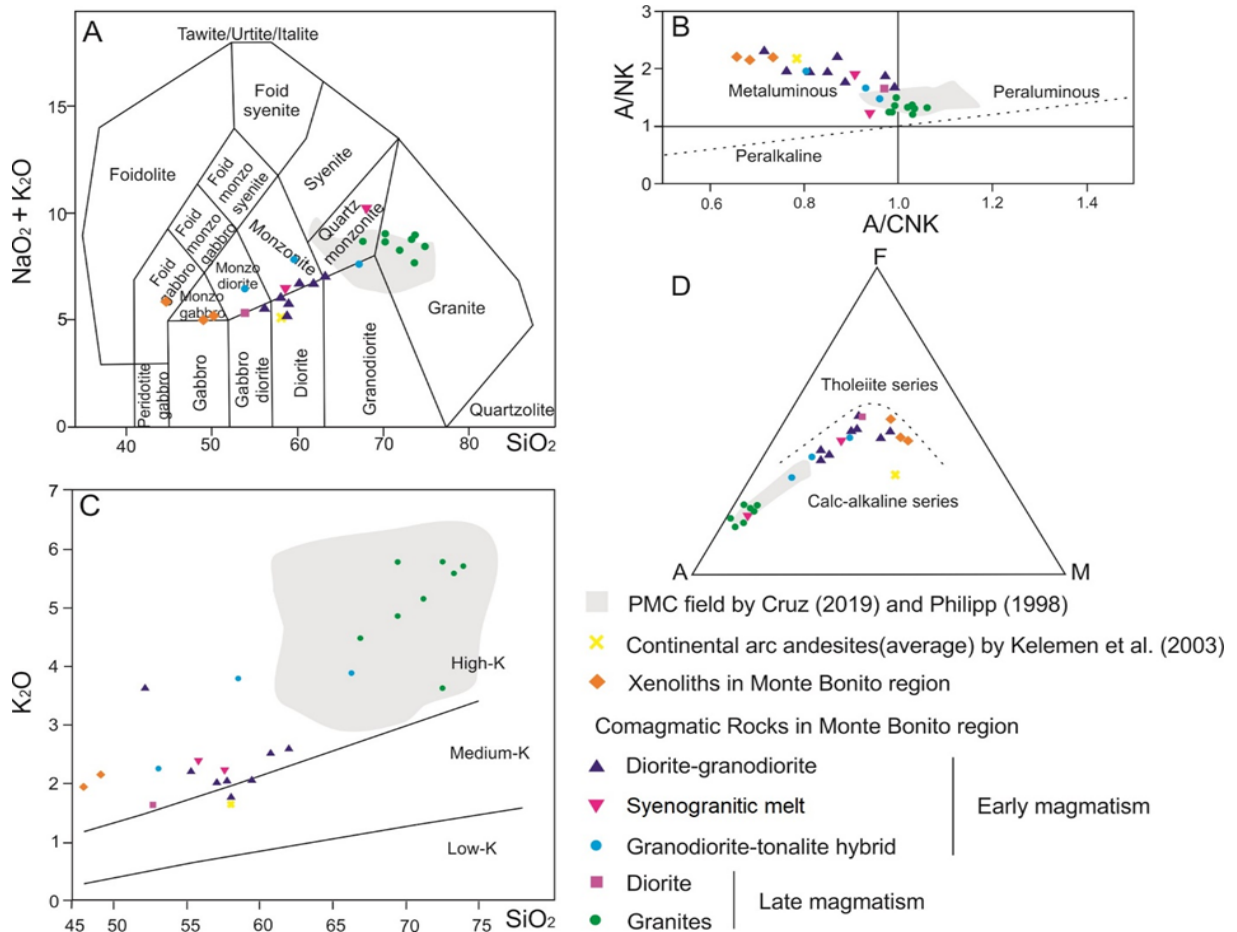 A
Tawite/Urtite/Italite
Foid
syenite
Foidolite
Foid
monzo
syenite
Syenite
Foid
monzo
gabbro
Quartz
monzonite
Monzonite
Foid
gabbro
Monzo
diorite
Monzo
gabbro
Granite
Peridotite
gabbro
Gabbro
Gabbro
diorite
Diorite
Granodiorite
Quartzolite
NaO₂ + K₂O
15
10
5
0
40
50
60
70
80
SiO₂
B
A/NK
3
2
1
0
Metaluminous
Peraluminous
Peralkaline
0.6
0.8
1.0
1.2
1.4
A/CNK
C
K₂O
7
6
5
4
3
2
1
0
High-K
Medium-K
Low-K
45
50
55
60
65
70
75
SiO₂
D
F
Tholeiite series
Calc-alkaline series
A
M
PMC field by Cruz (2019) and Philipp (1998)
Continental arc andesites(average) by Kelemen et al. (2003)
Xenoliths in Monte Bonito region
Comagmatic Rocks in Monte Bonito region
Diorite-granodiorite
Syenogranitic melt
Early magmatism
Granodiorite-tonalite hybrid
Diorite
Late magmatism
Granites